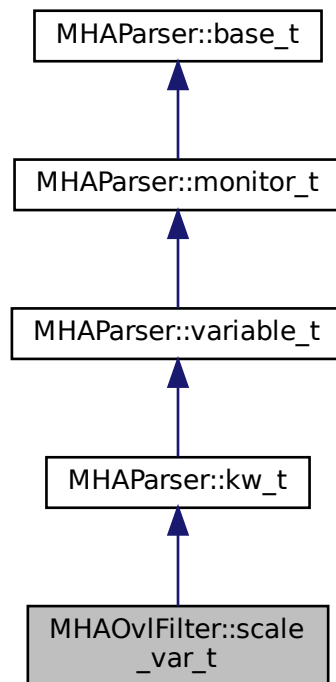 MHAParser::base_t
MHAParser::monitor_t
MHAParser::variable_t
MHAParser::kw_t
MHAOvlFilter::scale
_var_t